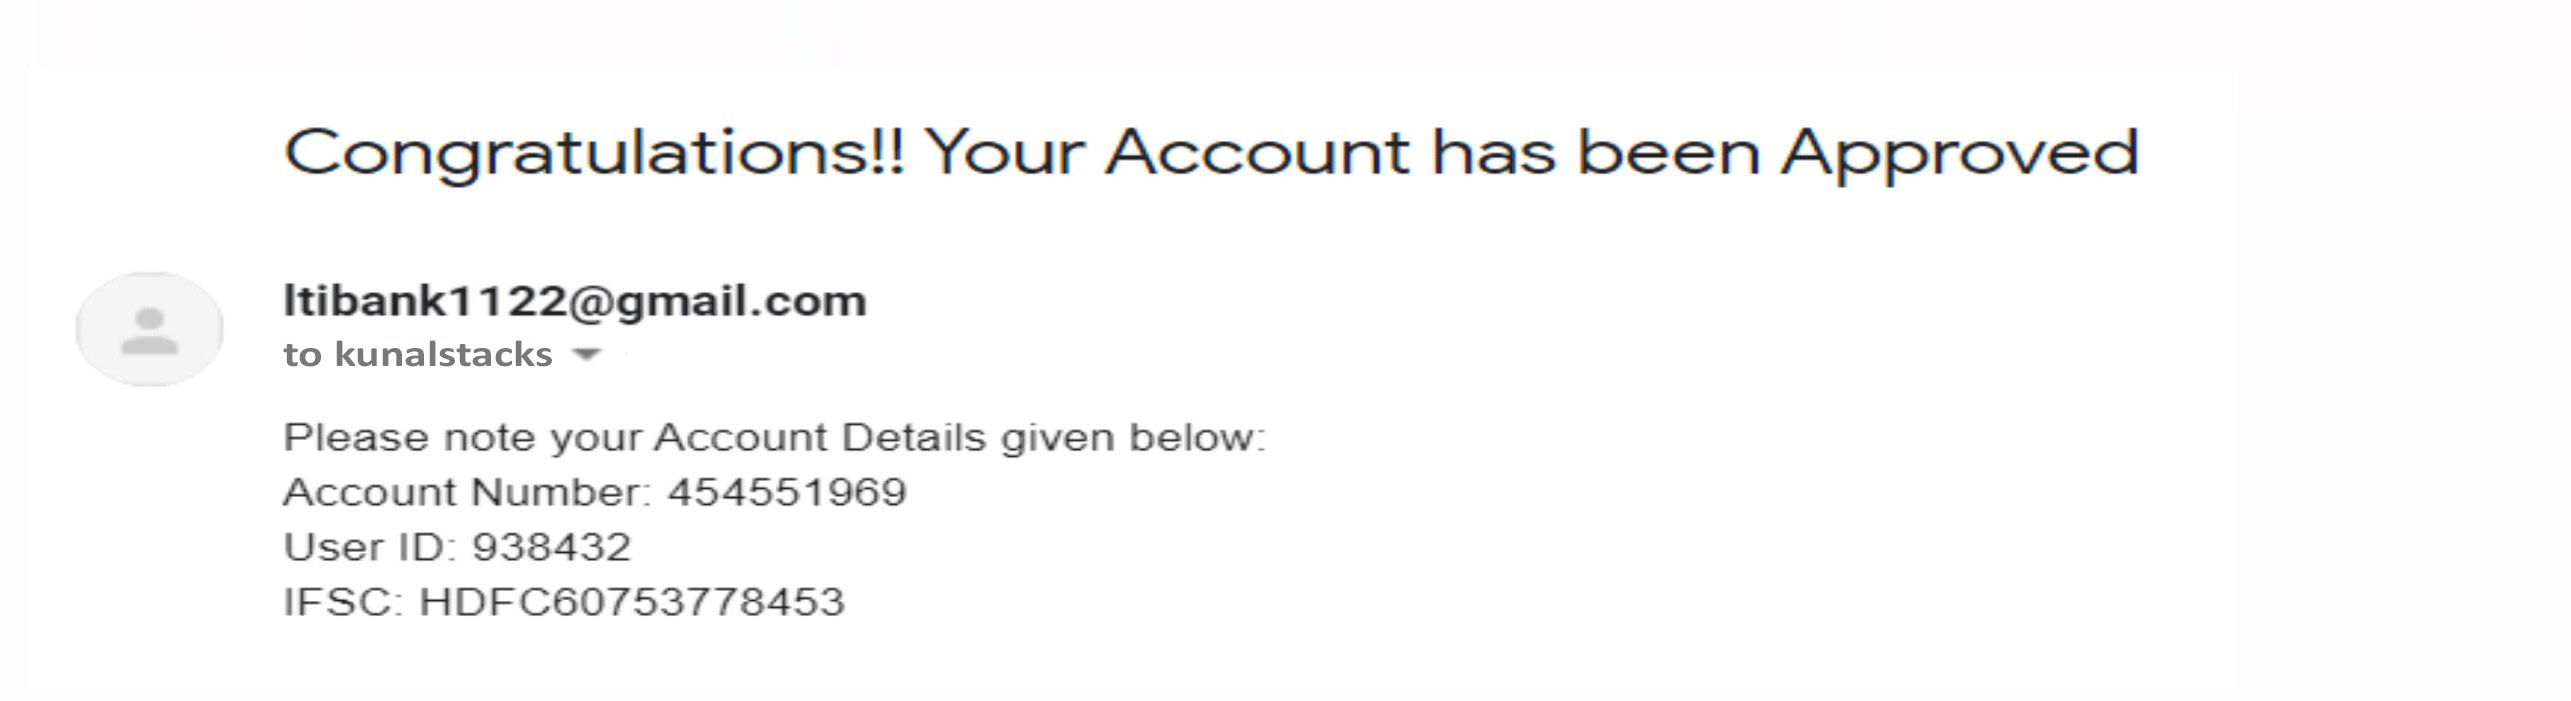 Congratulations!! Your Account has been Approved
ltibank1122@gmail.com
to kunalstacks
Please note your Account Details given below:
Account Number: 454551969
User ID: 938432
IFSC: HDFC60753778453